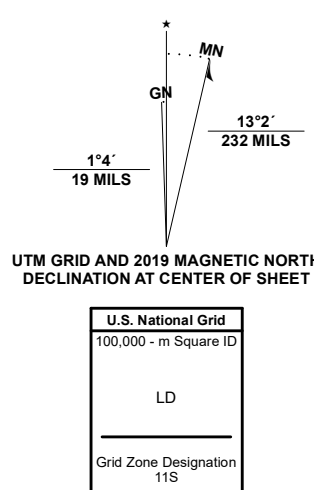 ★
MN
GN
13°2´
232 MILS
1°4´
19 MILS
UTM GRID AND 2019 MAGNETIC NORTH
DECLINATION AT CENTER OF SHEET
U.S. National Grid
100,000 - m Square ID
LD
Grid Zone Designation
11S